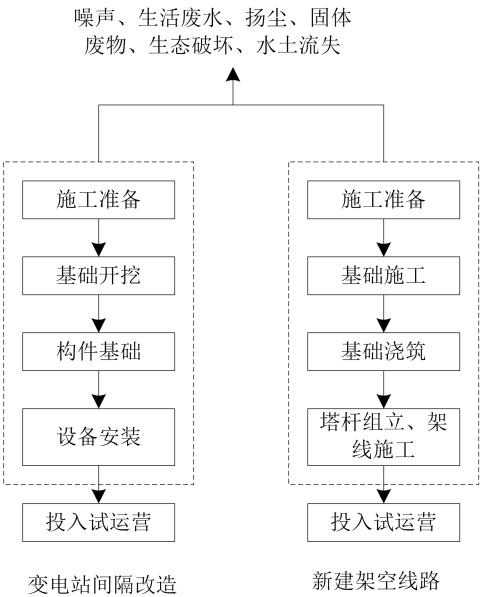 噪声、生活废水、扬尘、固体
废物、生态破坏、水土流失
施工准备
基础开挖
构件基础
设备安装
投入试运营
变电站间隔改造
施工准备
基础施工
基础浇筑
塔杆组立、架
线施工
投入试运营
新建架空线路